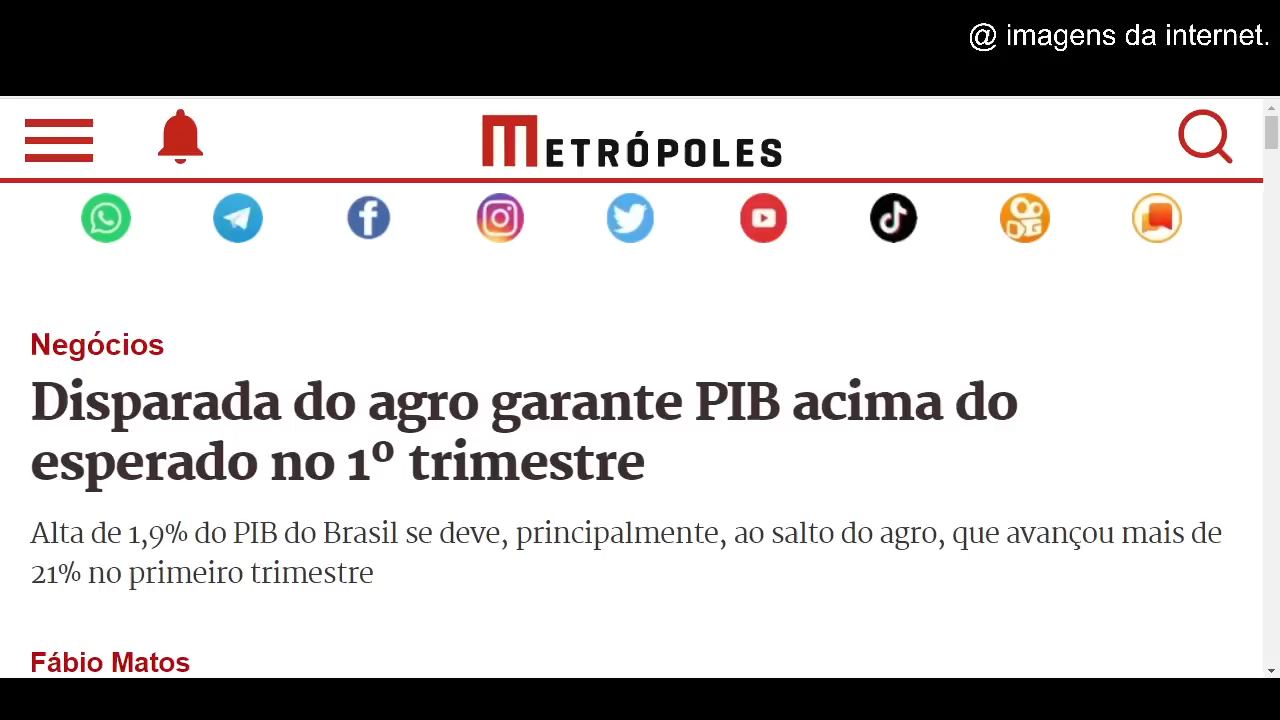 @ imagens da internet.
METRÓPOLES
Negócios
Disparada do agro garante PIB acima do
esperado no 1º trimestre
Alta de 1,9% do PIB do Brasil se deve, principalmente, ao salto do agro, que avançou mais de
21% no primeiro trimestre
Fábio Matos